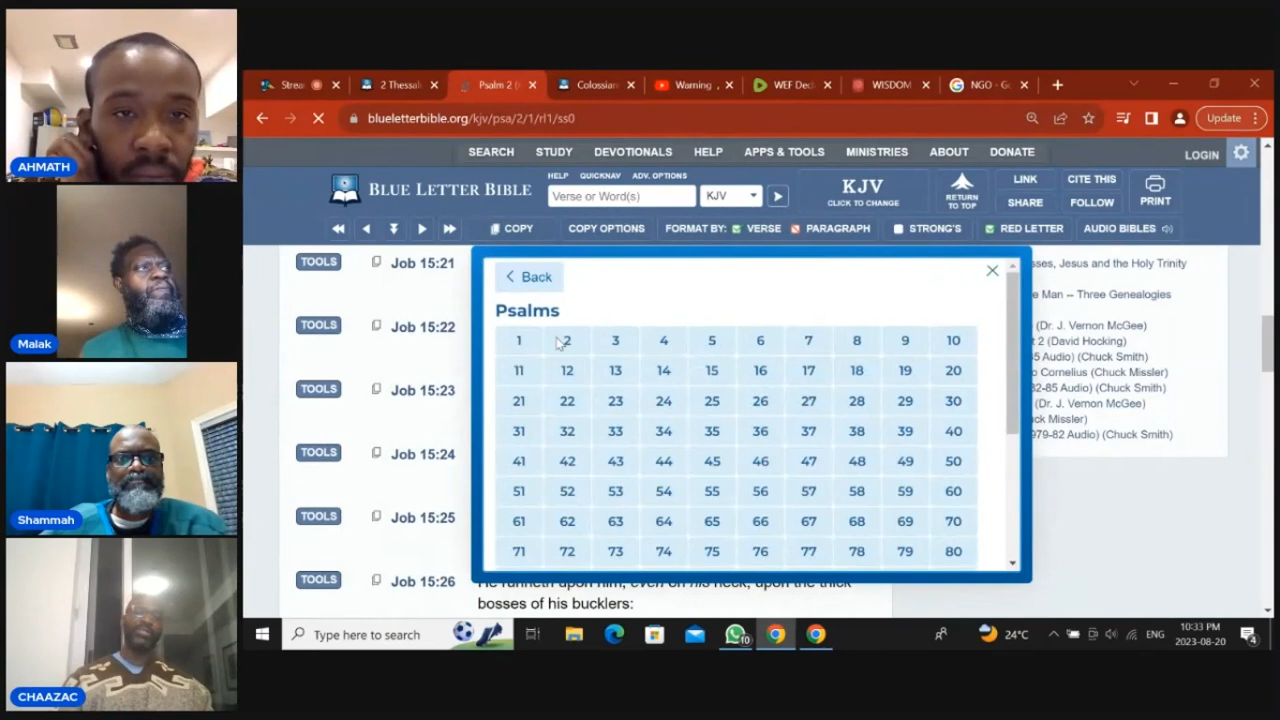 AHMATH
Malak
Shammah
CHAAZAC
Strea
2 Thessal
Psalm 2 (
Colossian
Warning ,
WEF Decl
WISDOM
NGO - Go
blueletterbible.org/kjv/psa/2/1/rl1/ss0
Update
SEARCH STUDY DEVOTIONALS HELP APPS & TOOLS MINISTRIES ABOUT DONATE
LOGIN
BLUE LETTER BIBLE
HELP QUICKNAV ADV. OPTIONS
Verse or Word(s)
KJV
KJV
CLICK TO CHANGE
RETURN
TO TOP
LINK
SHARE
CITE THIS
FOLLOW
PRINT
COPY COPY OPTIONS FORMAT BY: VERSE PARAGRAPH STRONG'S RED LETTER AUDIO BIBLES
TOOLS Job 15:21
TOOLS Job 15:22
TOOLS Job 15:23
TOOLS Job 15:24
TOOLS Job 15:25
TOOLS Job 15:26
Back
Psalms
1 2 3 4 5 6 7 8 9 10
11 12 13 14 15 16 17 18 19 20
21 22 23 24 25 26 27 28 29 30
31 32 33 34 35 36 37 38 39 40
41 42 43 44 45 46 47 48 49 50
51 52 53 54 55 56 57 58 59 60
61 62 63 64 65 66 67 68 69 70
71 72 73 74 75 76 77 78 79 80
He runneth upon him, even on his neck, upon the thick
bosses of his bucklers:
sses, Jesus and the Holy Trinity
e Man -- Three Genealogies
(Dr. J. Vernon McGee)
t 2 (David Hocking)
5 Audio) (Chuck Smith)
o Cornelius (Chuck Missler)
82-85 Audio) (Chuck Smith)
(Dr. J. Vernon McGee)
ck Missler)
979-82 Audio) (Chuck Smith)
Type here to search
10
24°C
ENG
10:33 PM
2023-08-20
4